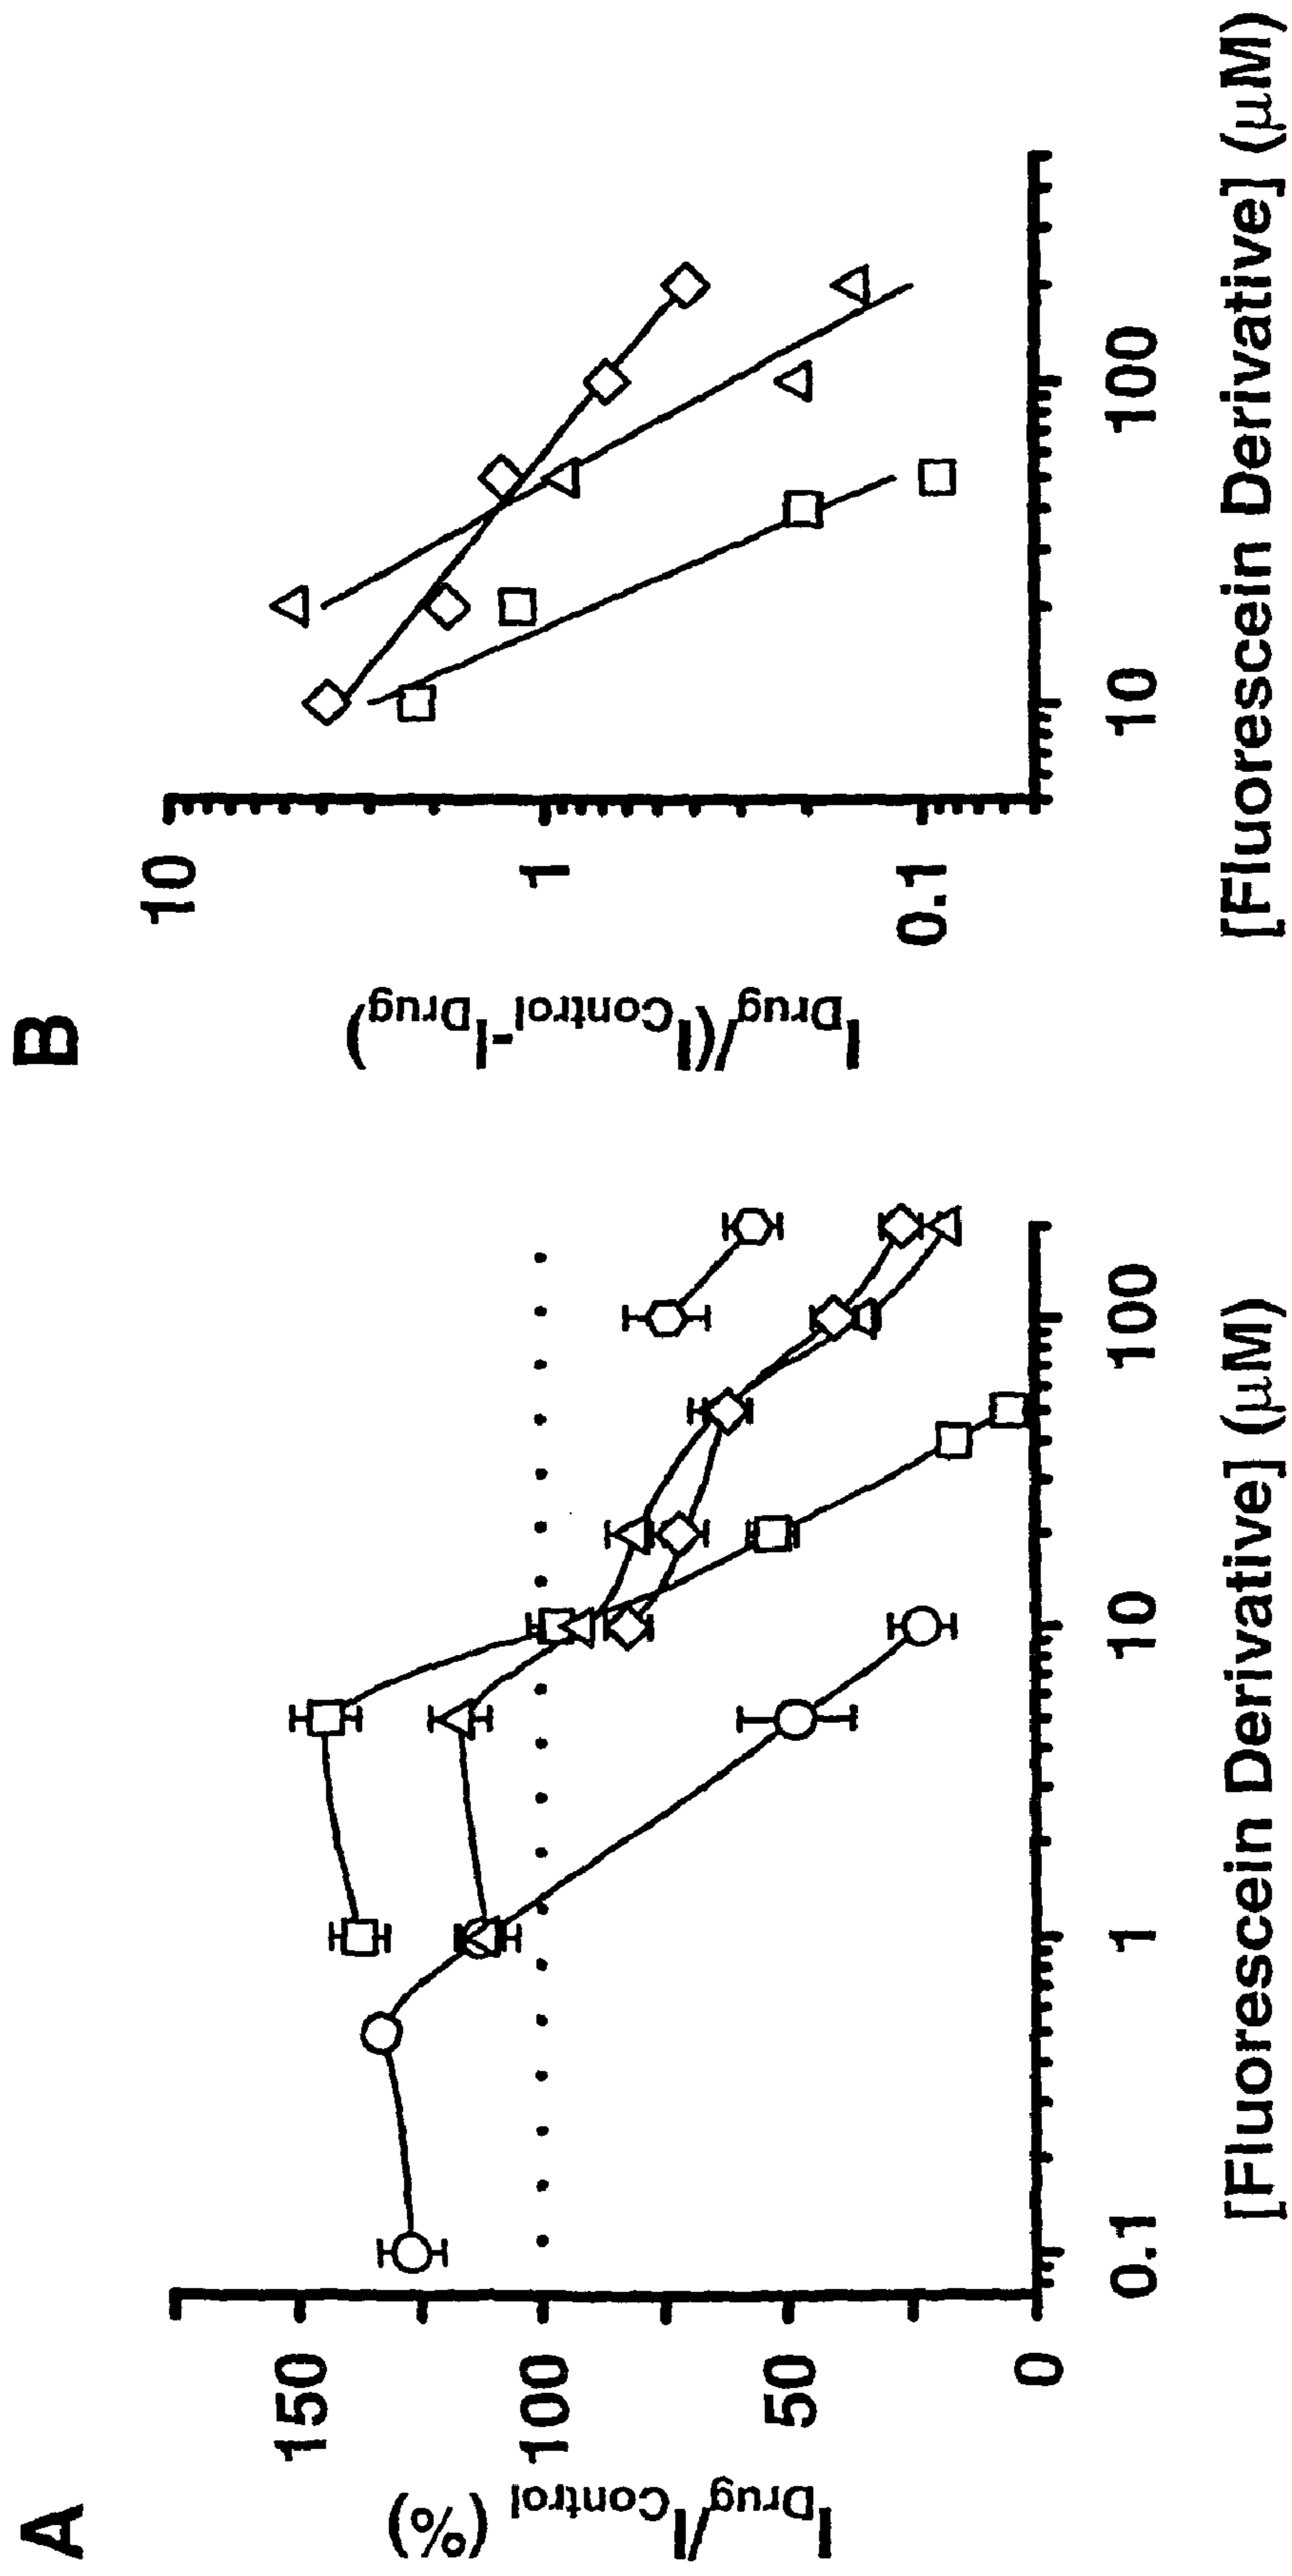 A
I_Drug/I_Control (%)
150
100
50
0
0.1
1
10
100
[Fluorescein Derivative] (μM)
B
I_Drug/(I_Control-I_Drug)
10
1
0.1
10
100
[Fluorescein Derivative] (μM)